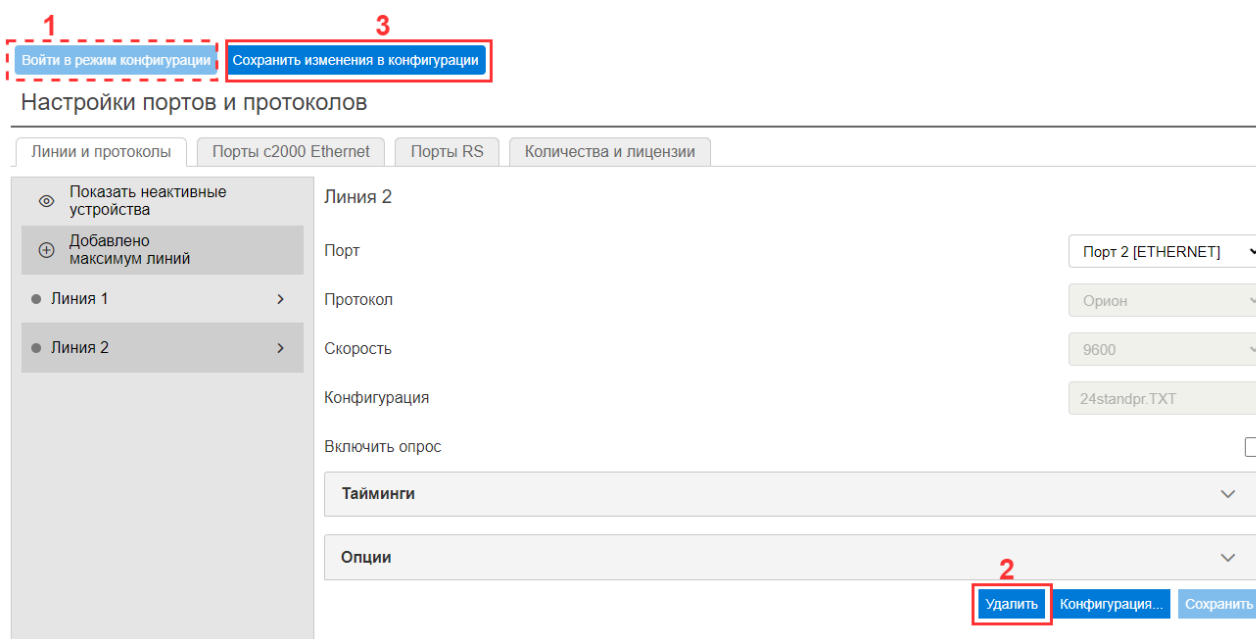 1 3
Войти в режим конфигурации Сохранить изменения в конфигурации
Настройки портов и протоколов
Линии и протоколы Порты с2000 Ethernet Порты RS Количества и лицензии
Показать неактивные
устройства
Добавлено
максимум линий
Линия 1
Линия 2
Линия 2
Порт Порт 2 [ETHERNET]
Протокол Орион
Скорость 9600
Конфигурация 24standpr.TXT
Включить опрос
Тайминги
Опции
2
Удалить Конфигурация... Сохранить